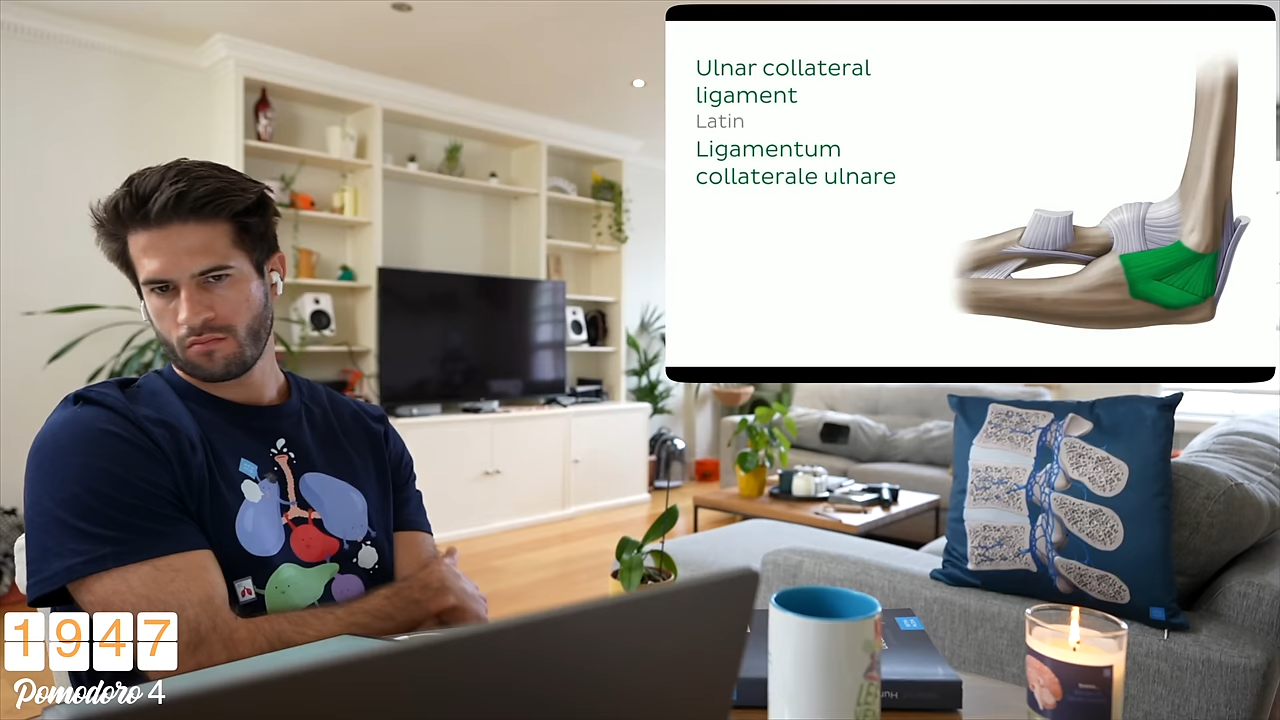 Ulnar collateral
ligament
Latin
Ligamentum
collaterale ulnare
1947
Pomodoro 4